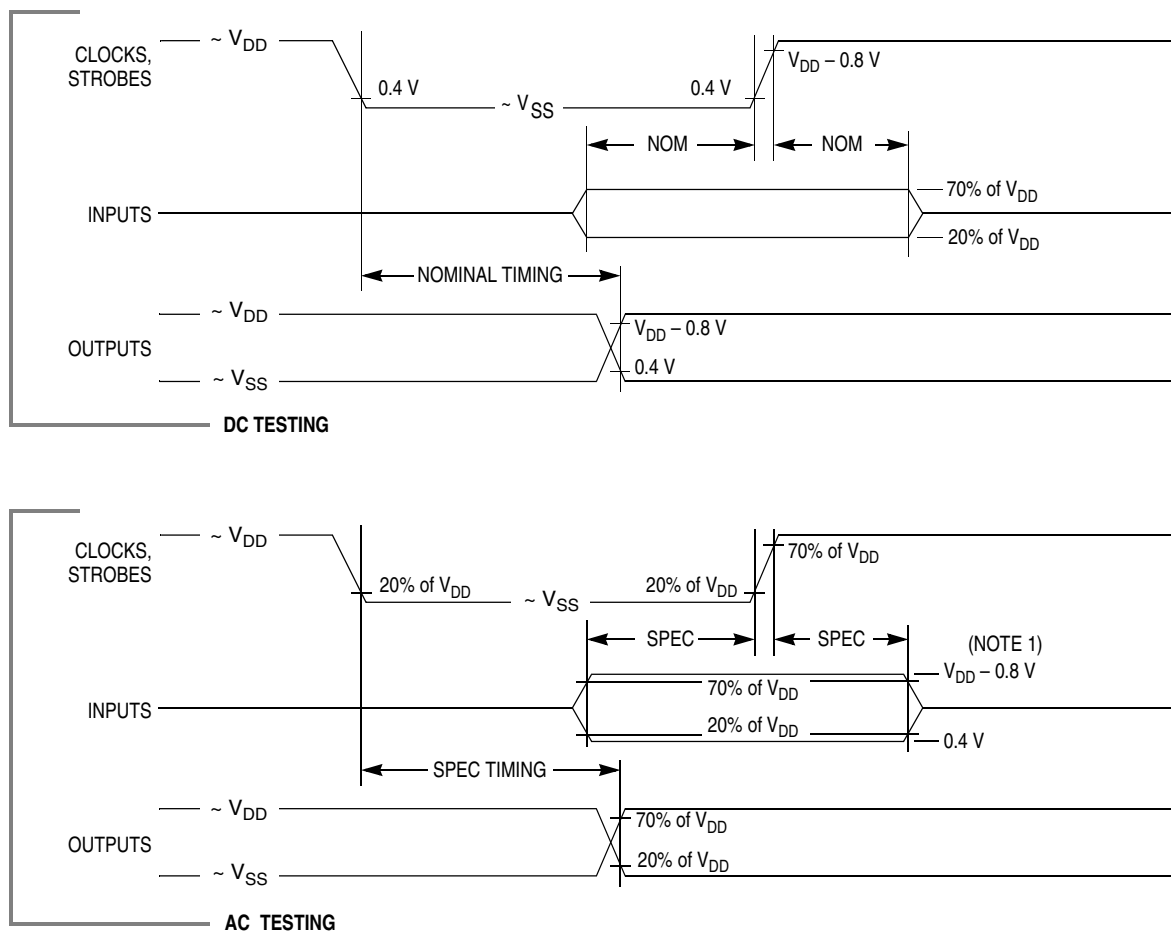 CLOCKS,
STROBES
~ VDD
0.4 V
~ VSS
0.4 V
VDD – 0.8 V
NOM
NOM
INPUTS
70% of VDD
20% of VDD
NOMINAL TIMING
OUTPUTS
~ VDD
~ VSS
VDD – 0.8 V
0.4 V
DC TESTING
CLOCKS,
STROBES
~ VDD
20% of VDD
~ VSS
20% of VDD
70% of VDD
SPEC
SPEC
(NOTE 1)
INPUTS
70% of VDD
20% of VDD
VDD – 0.8 V
0.4 V
SPEC TIMING
OUTPUTS
~ VDD
~ VSS
70% of VDD
20% of VDD
AC TESTING